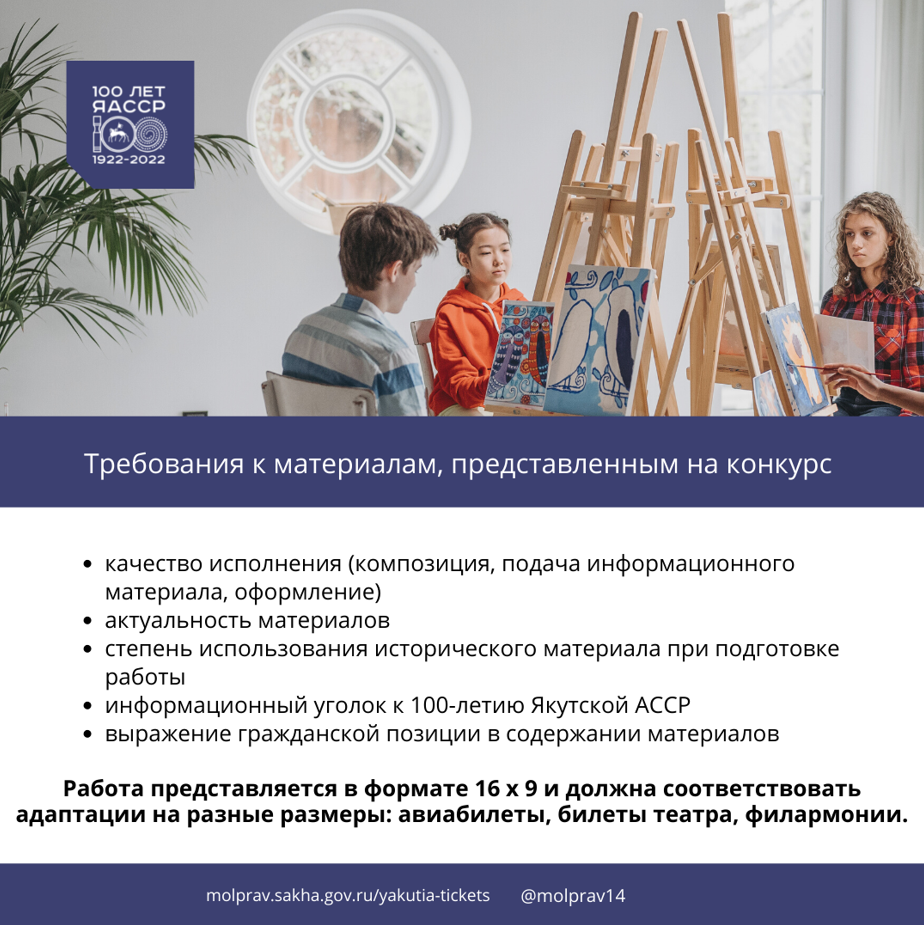 100 ЛЕТ
ЯАССР
100
1922-2022
Требования к материалам, представленным на конкурс
• качество исполнения (композиция, подача информационного
материала, оформление)
• актуальность материалов
• степень использования исторического материала при подготовке
работы
• информационный уголок к 100-летию Якутской АССР
• выражение гражданской позиции в содержании материалов
Работа представляется в формате 16 х 9 и должна соответствовать
адаптации на разные размеры: авиабилеты, билеты театра, филармонии.
molprav.sakha.gov.ru/yakutia-tickets @molprav14